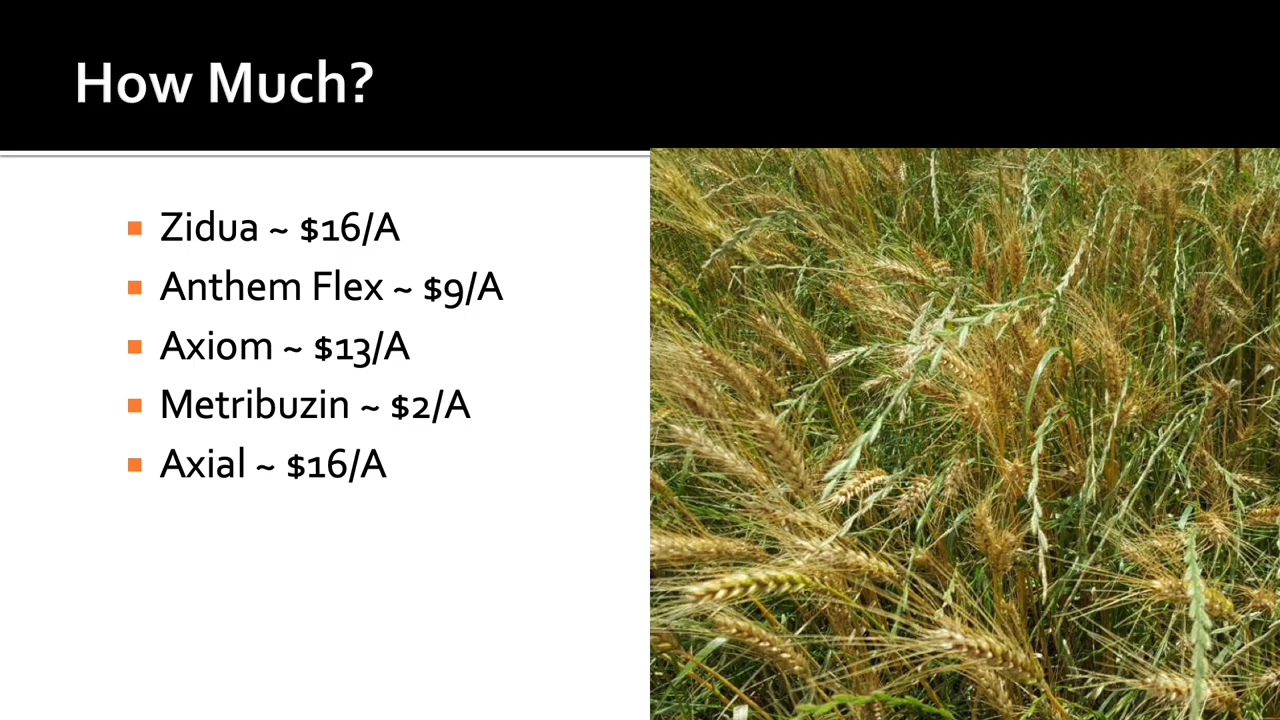 How Much?
Zidua ~ $16/A
Anthem Flex ~ $9/A
Axiom ~ $13/A
Metribuzin ~ $2/A
Axial ~ $16/A